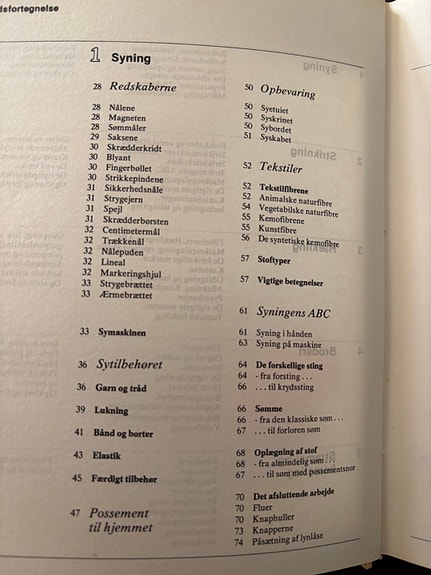 dsfortegnelse
1 Syning
28 Redskaberne
28 Nålene
28 Magneten
28 Sømmåler
29 Saksene
30 Skrædderkridt
30 Blyant
30 Fingerbøllet
30 Strikkepindene
31 Sikkerhedsnåle
31 Strygejern
31 Spejl
31 Skrædderbørsten
32 Centimetermål
32 Trækkenål
32 Nålepuden
32 Lineal
32 Markeringshjul
33 Strygebrættet
33 Ærmebrættet
33 Symaskinen
36 Sytilbehøret
36 Garn og tråd
39 Lukning
41 Bånd og borter
43 Elastik
45 Færdigt tilbehør
47 Possement
til hjemmet
50 Opbevaring
50 Syetuiet
50 Syskrinet
50 Sybordet
51 Syskabet
52 Tekstiler
52 Tekstilfibrene
52 Animalske naturfibre
54 Vegetabilske naturfibre
55 Kemofibrene
55 Kunstfibre
56 De syntetiske kemofibre
57 Stoftyper
57 Vigtige betegnelser
61 Syningens ABC
61 Syning i hånden
63 Syning på maskine
64 De forskellige sting
64 - fra forsting . . .
66 . . . til krydssting
66 Sømme
66 - fra den klassiske søm . . .
67 . . . til forloren søm
68 Oplægning af stof
68 - fra almindelig søm . . .
67 . . . til søm med possementsnor
70 Det afsluttende arbejde
70 Fluer
70 Knaphuller
73 Knapperne
74 Påsætning af lynlåse